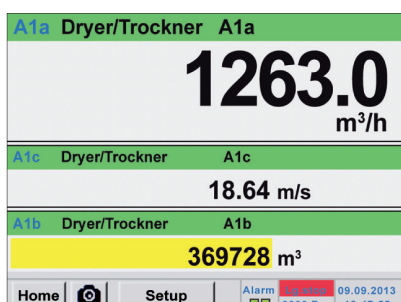 A1a Dryer/Trockner A1a
1263.0
m³/h
A1c Dryer/Trockner A1c
18.64 m/s
A1b Dryer/Trockner A1b
369728 m³
Home Setup Alarm 09.09.2013